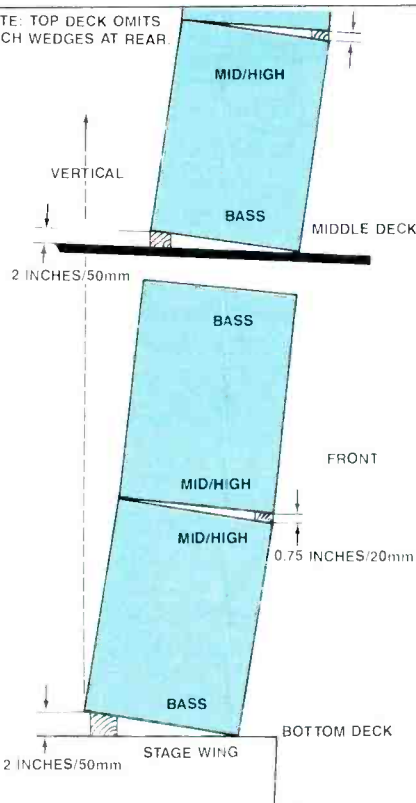 TE: TOP DECK OMITS
CH WEDGES AT REAR.
MID/HIGH
VERTICAL
BASS
MIDDLE DECK
2 INCHES/50mm
BASS
FRONT
MID/HIGH
MID/HIGH
0.75 INCHES/20mm
BASS
BOTTOM DECK
STAGE WING
2 INCHES/50mm